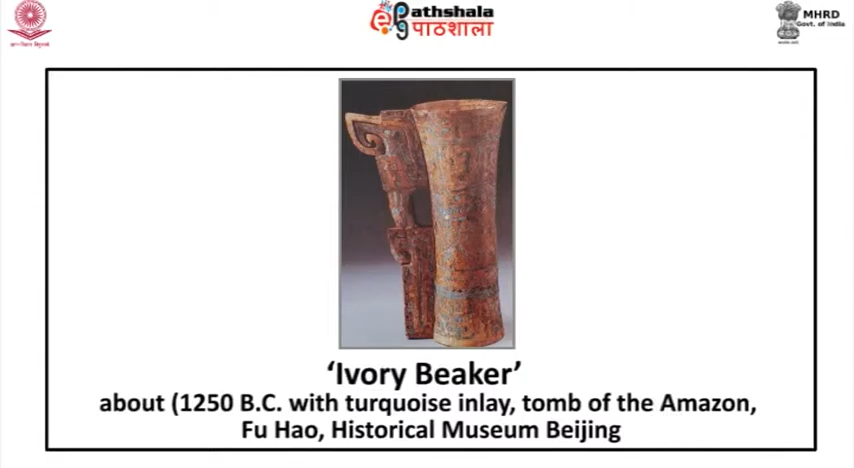 ePG Pathshala
पाठशाला
MHRD
Govt. of India
‘Ivory Beaker’
about (1250 B.C. with turquoise inlay, tomb of the Amazon,
Fu Hao, Historical Museum Beijing